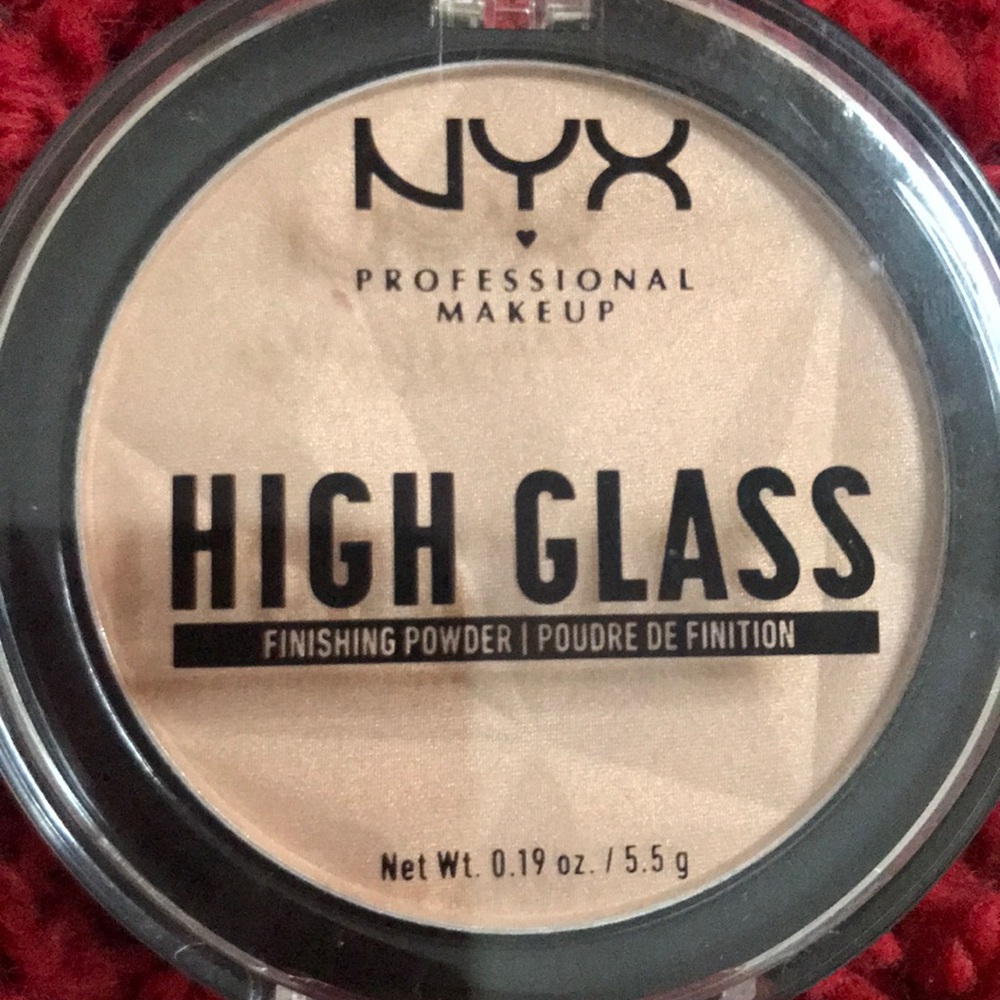 NYX
PROFESSIONAL
MAKEUP
HIGH GLASS
FINISHING POWDER | POUDRE DE FINITION
Net Wt. 0.19 oz. / 5.5 g